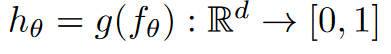 h_θ = g(f_θ) : ℝ^d → [0, 1]